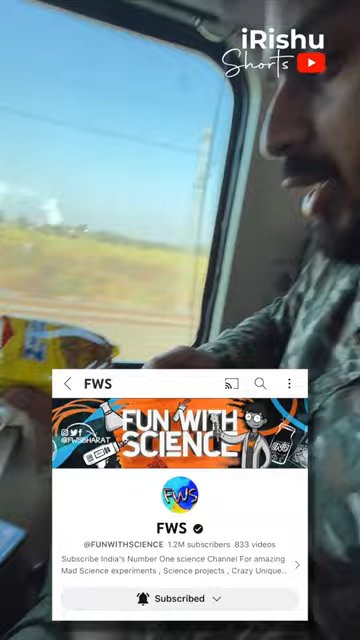 iRishu
Shorts
FWS
FUN WITH
SCIENCE
@FWSBHARAT
FWS
FWS
@FUNWITHSCIENCE 1.2M subscribers 833 videos
Subscribe India's Number One science Channel For amazing
Mad Science experiments , Science projects , Crazy Unique...
Subscribed